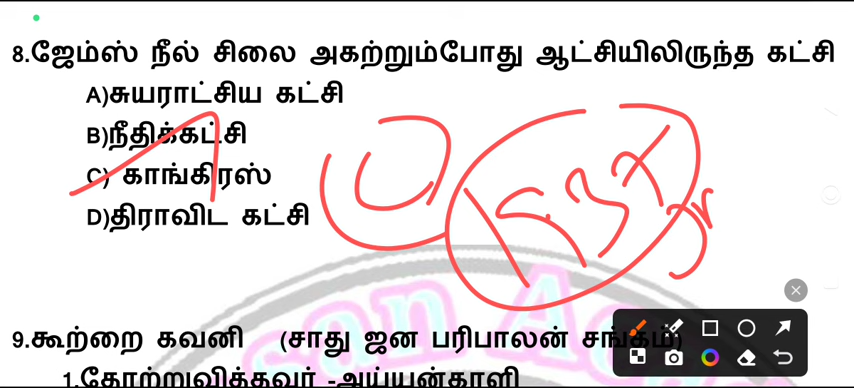 8.ஜேம்ஸ் நீல் சிலை அகற்றும்போது ஆட்சியிலிருந்த கட்சி
A)சுயராட்சிய கட்சி
B)நீதிக்கட்சி
C) காங்கிரஸ்
D)திராவிட கட்சி
1937
9.கூற்றை கவனி (சாது ஜன பரிபாலன் சங்கம்)
1.தோற்றுவித்தவர் -அய்யன்காளி